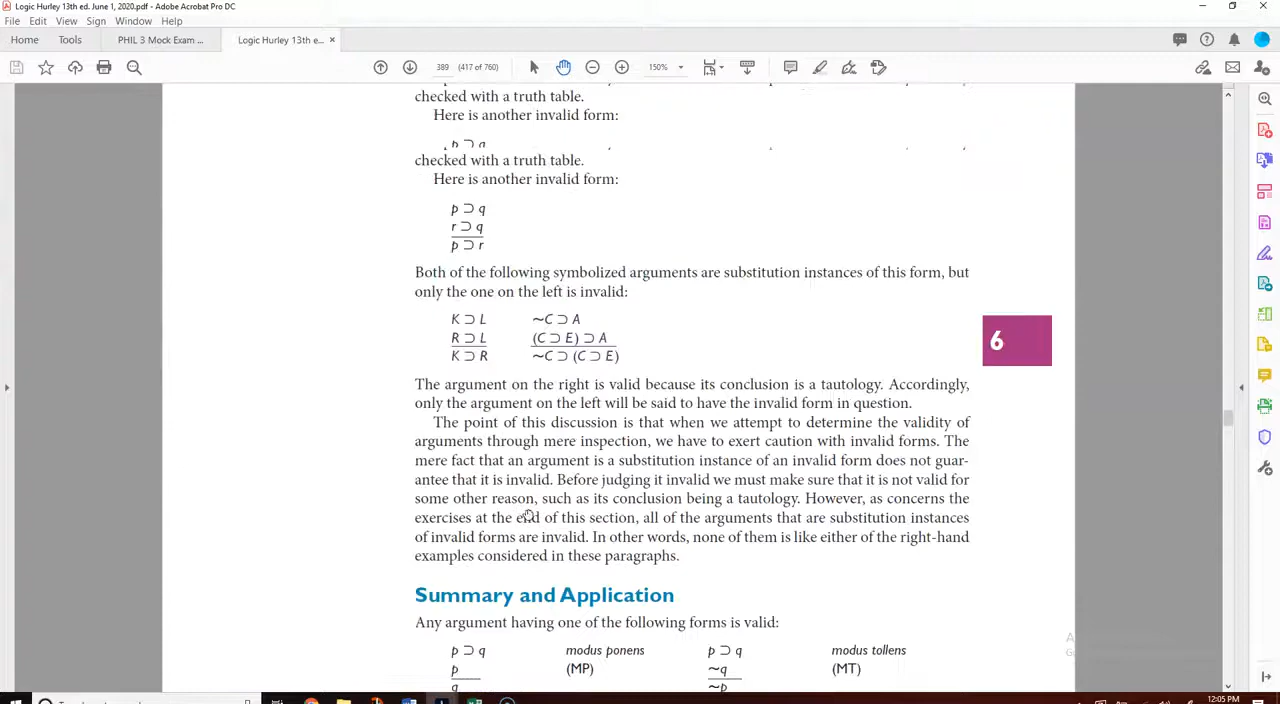 Logic Hurley 13th ed. June 1, 2020.pdf - Adobe Acrobat Pro DC
File Edit View Sign Window Help
Home Tools PHIL 3 Mock Exam ... Logic Hurley 13th e... ×
389 (417 of 760) 150%
checked with a truth table.
Here is another invalid form:
checked with a truth table.
Here is another invalid form:
p ⊃ q
r ⊃ q
p ⊃ r
Both of the following symbolized arguments are substitution instances of this form, but
only the one on the left is invalid:
K ⊃ L ~C ⊃ A
R ⊃ L (C ⊃ E) ⊃ A
K ⊃ R ~C ⊃ (C ⊃ E)
6
The argument on the right is valid because its conclusion is a tautology. Accordingly,
only the argument on the left will be said to have the invalid form in question.
The point of this discussion is that when we attempt to determine the validity of
arguments through mere inspection, we have to exert caution with invalid forms. The
mere fact that an argument is a substitution instance of an invalid form does not guar-
antee that it is invalid. Before judging it invalid we must make sure that it is not valid for
some other reason, such as its conclusion being a tautology. However, as concerns the
exercises at the end of this section, all of the arguments that are substitution instances
of invalid forms are invalid. In other words, none of them is like either of the right-hand
examples considered in these paragraphs.
Summary and Application
Any argument having one of the following forms is valid:
p ⊃ q modus ponens p ⊃ q modus tollens
p (MP) ~q (MT)
q ~p
12:05 PM